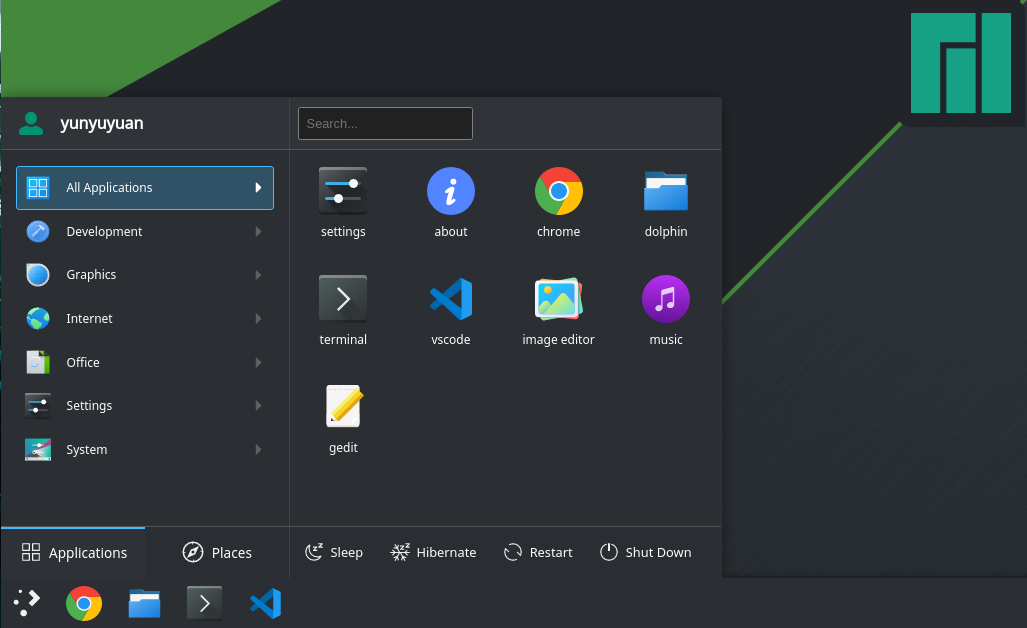 yunyuyuan
Search...
All Applications
Development
Graphics
Internet
Office
Settings
System
settings
about
chrome
dolphin
terminal
vscode
image editor
music
gedit
Applications
Places
Sleep
Hibernate
Restart
Shut Down